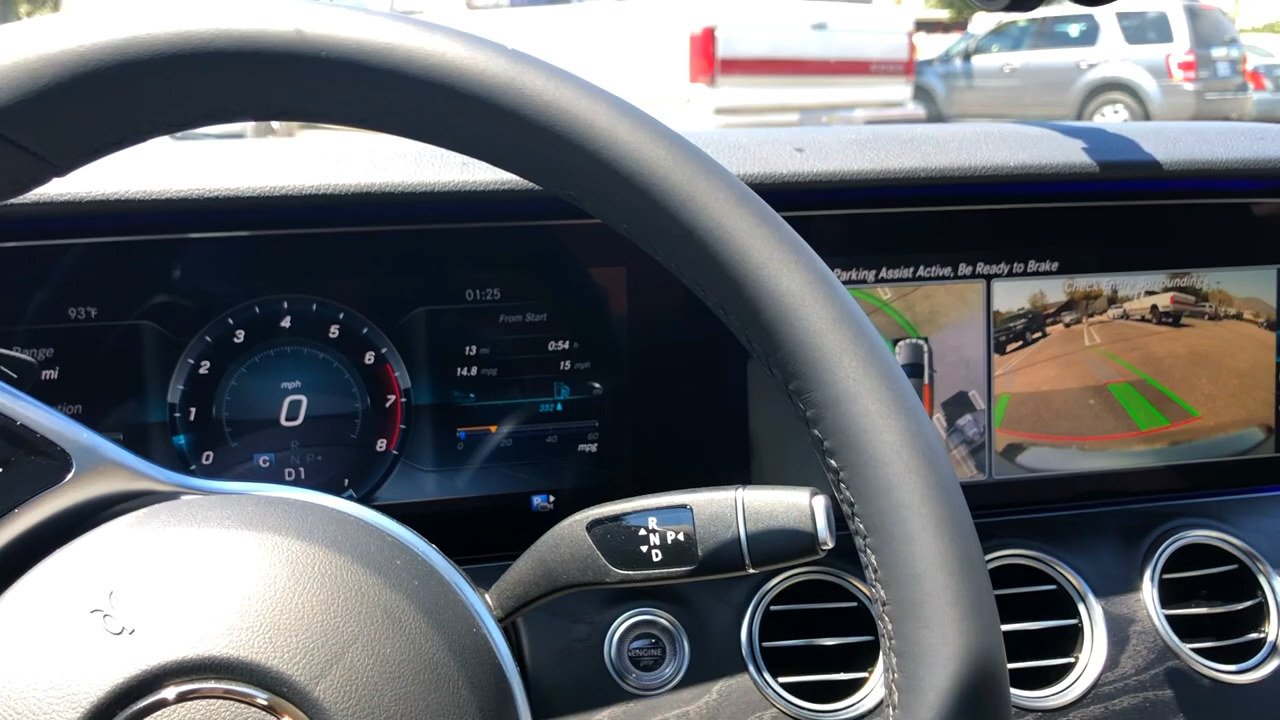 Parking Assist Active, Be Ready to Brake
Check Entire Surroundings
01:25
93°F
From Start
Range
mi
13 mi 0:54 h
14.8 mpg 15 mph
332
0 20 40 60
mpg
0 1 2 3 4 5 6 7 8
mph
0
R
N P
C
D1
P
R
N P
D
ENGINE
STOP